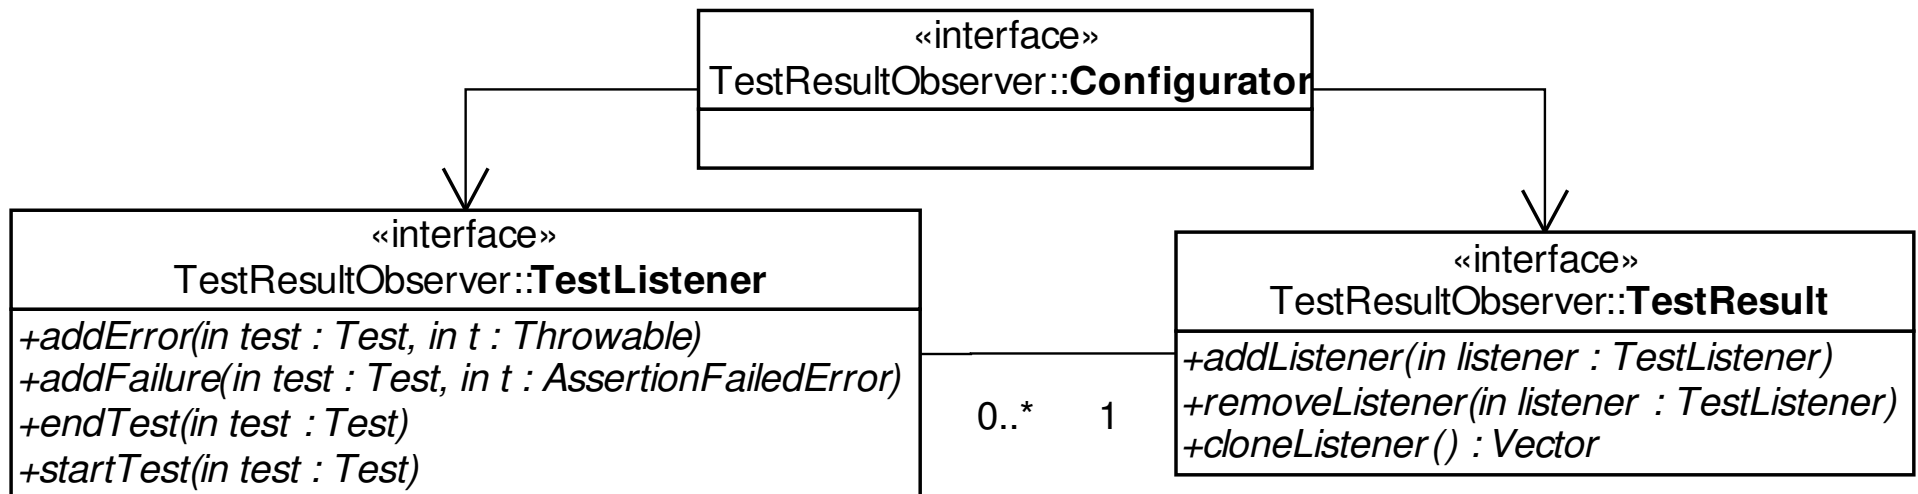 «interface»
TestResultObserver::Configurator
«interface»
TestResultObserver::TestListener
+addError(in test : Test, in t : Throwable)
+addFailure(in test : Test, in t : AssertionFailedError)
+endTest(in test : Test)
+startTest(in test : Test)
0..* 1
«interface»
TestResultObserver::TestResult
+addListener(in listener : TestListener)
+removeListener(in listener : TestListener)
+cloneListener() : Vector